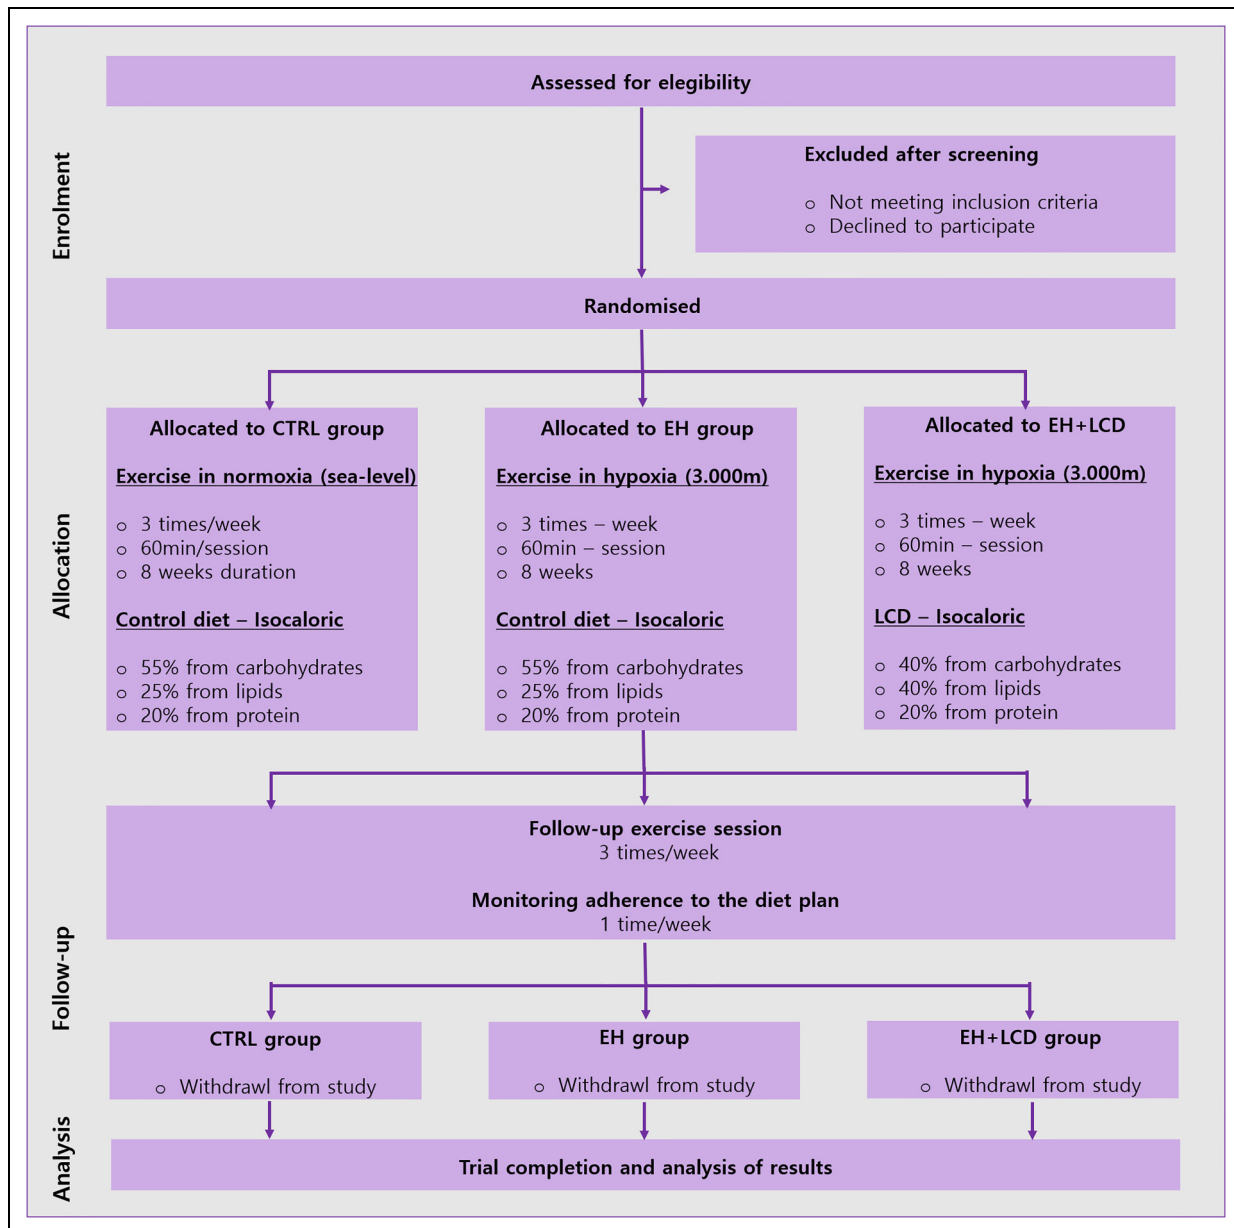 Enrolment
Assessed for elegibility
Excluded after screening
o Not meeting inclusion criteria
o Declined to participate
Randomised
Allocation
Allocated to CTRL group
Exercise in normoxia (sea-level)
o 3 times/week
o 60min/session
o 8 weeks duration
Control diet – Isocaloric
o 55% from carbohydrates
o 25% from lipids
o 20% from protein
Allocated to EH group
Exercise in hypoxia (3.000m)
o 3 times – week
o 60min – session
o 8 weeks
Control diet – Isocaloric
o 55% from carbohydrates
o 25% from lipids
o 20% from protein
Allocated to EH+LCD
Exercise in hypoxia (3.000m)
o 3 times – week
o 60min – session
o 8 weeks
LCD – Isocaloric
o 40% from carbohydrates
o 40% from lipids
o 20% from protein
Follow-up
Follow-up exercise session
3 times/week
Monitoring adherence to the diet plan
1 time/week
CTRL group
o Withdrawl from study
EH group
o Withdrawl from study
EH+LCD group
o Withdrawl from study
Analysis
Trial completion and analysis of results